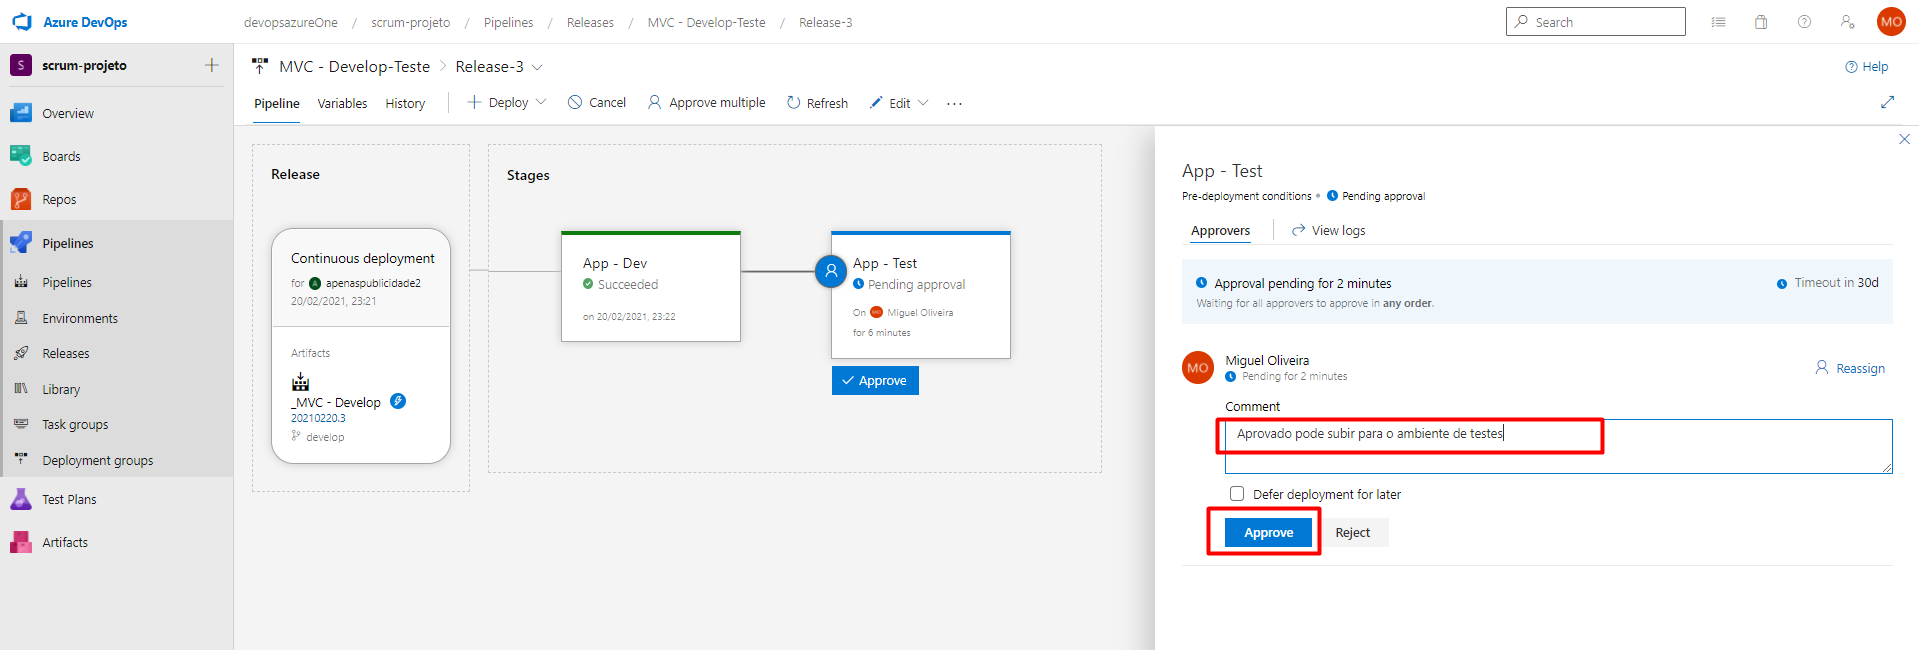 Azure DevOps
devopsazureOne / scrum-projeto / Pipelines / Releases / MVC - Develop-Teste / Release-3
Search
MO
S scrum-projeto
Overview
Boards
Repos
Pipelines
Pipelines
Environments
Releases
Library
Task groups
Deployment groups
Test Plans
Artifacts
MVC - Develop-Teste > Release-3
Help
Pipeline Variables History Deploy Cancel Approve multiple Refresh Edit ...
Release
Continuous deployment
for A apenaspublicidade2
20/02/2021, 23:21
Artifacts
_MVC - Develop
20210220.3
develop
Stages
App - Dev
Succeeded
on 20/02/2021, 23:22
App - Test
Pending approval
On MO Miguel Oliveira
for 6 minutes
Approve
App - Test
Pre-deployment conditions • Pending approval
Approvers View logs
Approval pending for 2 minutes
Timeout in 30d
Waiting for all approvers to approve in any order.
MO Miguel Oliveira
Pending for 2 minutes
Reassign
Comment
Aprovado pode subir para o ambiente de testes
Defer deployment for later
Approve Reject